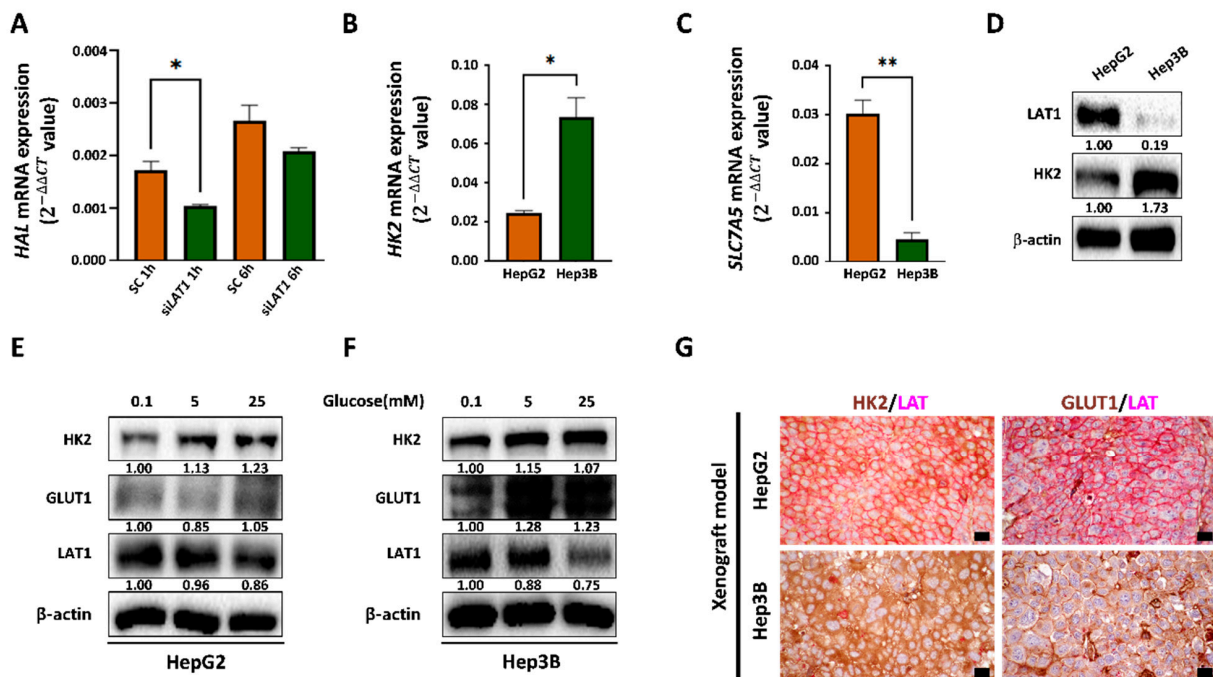 A
HAL mRNA expression
(2^-ΔΔCT value)
0.004
0.003
0.002
0.001
0.000
*
SC 1h
siLAT1 1h
SC 6h
siLAT1 6h
B
HK2 mRNA expression
(2^-ΔΔCT value)
0.10
0.08
0.06
0.04
0.02
0.00
*
HepG2 Hep3B
C
SLC7A5 mRNA expression
(2^-ΔΔCT value)
0.04
0.03
0.02
0.01
0.00
**
HepG2 Hep3B
D
HepG2 Hep3B
LAT1
1.00 0.19
HK2
1.00 1.73
β-actin
E
0.1 5 25
HK2
1.00 1.13 1.23
GLUT1
1.00 0.85 1.05
LAT1
1.00 0.96 0.86
β-actin
HepG2
F
Glucose(mM) 0.1 5 25
HK2
1.00 1.15 1.07
GLUT1
1.00 1.28 1.23
LAT1
1.00 0.88 0.75
β-actin
Hep3B
G
HK2/LAT GLUT1/LAT
Xenograft model
HepG2
Hep3B